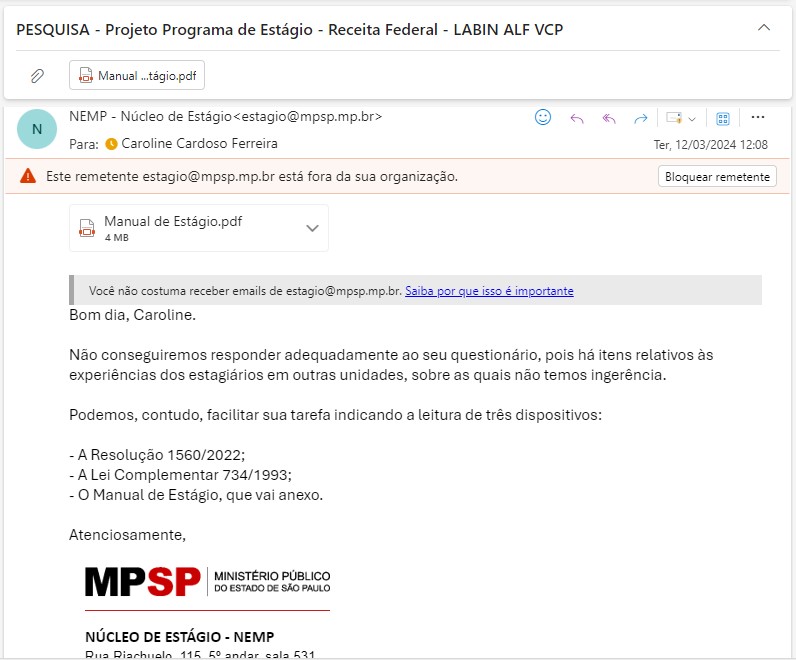 PESQUISA - Projeto Programa de Estágio - Receita Federal - LABIN ALF VCP
Manual ...tágio.pdf
N
NEMP - Núcleo de Estágio<estagio@mpsp.mp.br>
Para: Caroline Cardoso Ferreira
Ter, 12/03/2024 12:08
Este remetente estagio@mpsp.mp.br está fora da sua organização.
Bloquear remetente
Manual de Estágio.pdf
4 MB
Você não costuma receber emails de estagio@mpsp.mp.br. Saiba por que isso é importante
Bom dia, Caroline.
Não conseguiremos responder adequadamente ao seu questionário, pois há itens relativos às
experiências dos estagiários em outras unidades, sobre as quais não temos ingerência.
Podemos, contudo, facilitar sua tarefa indicando a leitura de três dispositivos:
- A Resolução 1560/2022;
- A Lei Complementar 734/1993;
- O Manual de Estágio, que vai anexo.
Atenciosamente,
MPSP MINISTÉRIO PÚBLICO
DO ESTADO DE SÃO PAULO
NÚCLEO DE ESTÁGIO - NEMP
Rua Riachuelo, 115, 5º andar, sala 531